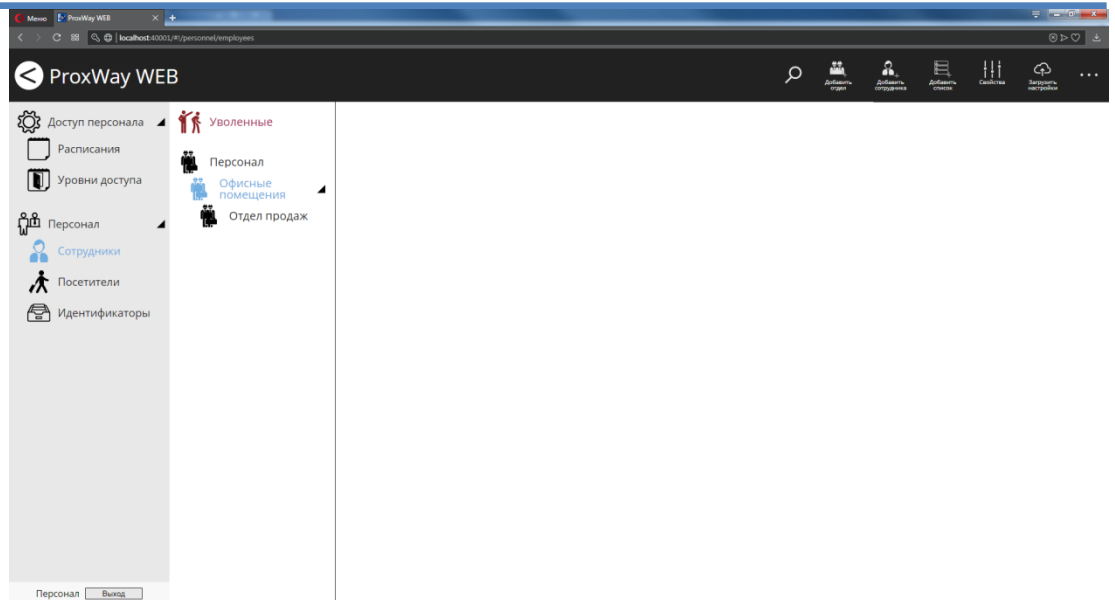 Меню ProxWay WEB
localhost:40001/#!/personnel/employees
ProxWay WEB
Добавить отдел
Добавить сотрудника
Добавить список
Свойства
Загрузить настройки
Доступ персонала
Расписания
Уровни доступа
Персонал
Сотрудники
Посетители
Идентификаторы
Уволенные
Персонал
Офисные
помещения
Отдел продаж
Персонал Выход